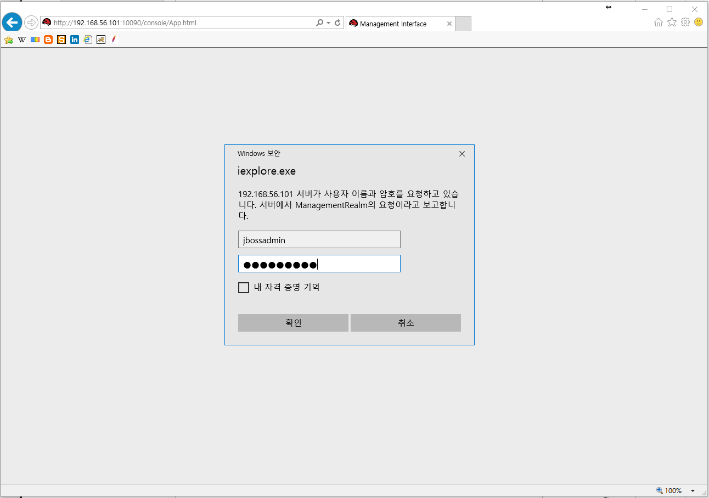 http://192.168.56.101:10090/console/App.html
Management Interface
Windows 보안
iexplore.exe
192.168.56.101 서버가 사용자 이름과 암호를 요청하고 있습
니다. 서버에서 ManagementRealm의 요청이라고 보고합니
다.
jbossadmin
●●●●●●●●●
내 자격 증명 기억
확인
취소
100%